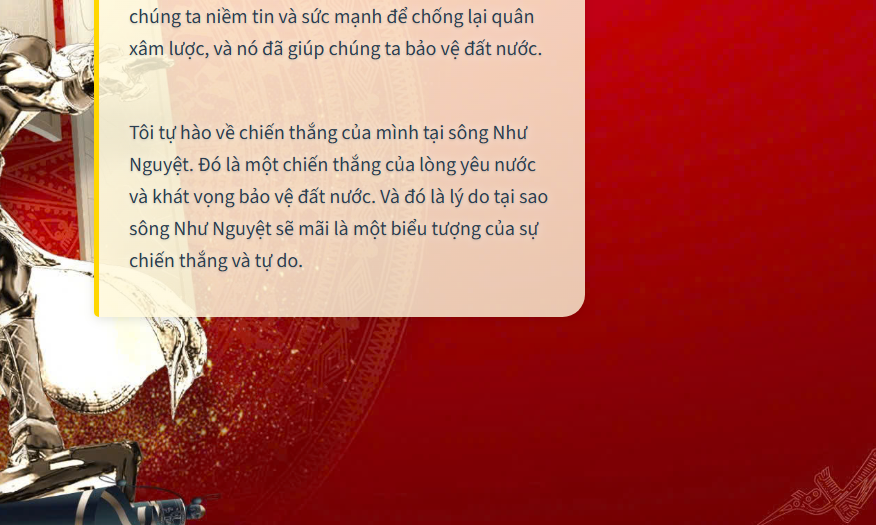 chúng ta niềm tin và sức mạnh để chống lại quân
xâm lược, và nó đã giúp chúng ta bảo vệ đất nước.
Tôi tự hào về chiến thắng của mình tại sông Như
Nguyệt. Đó là một chiến thắng của lòng yêu nước
và khát vọng bảo vệ đất nước. Và đó là lý do tại sao
sông Như Nguyệt sẽ mãi là một biểu tượng của sự
chiến thắng và tự do.